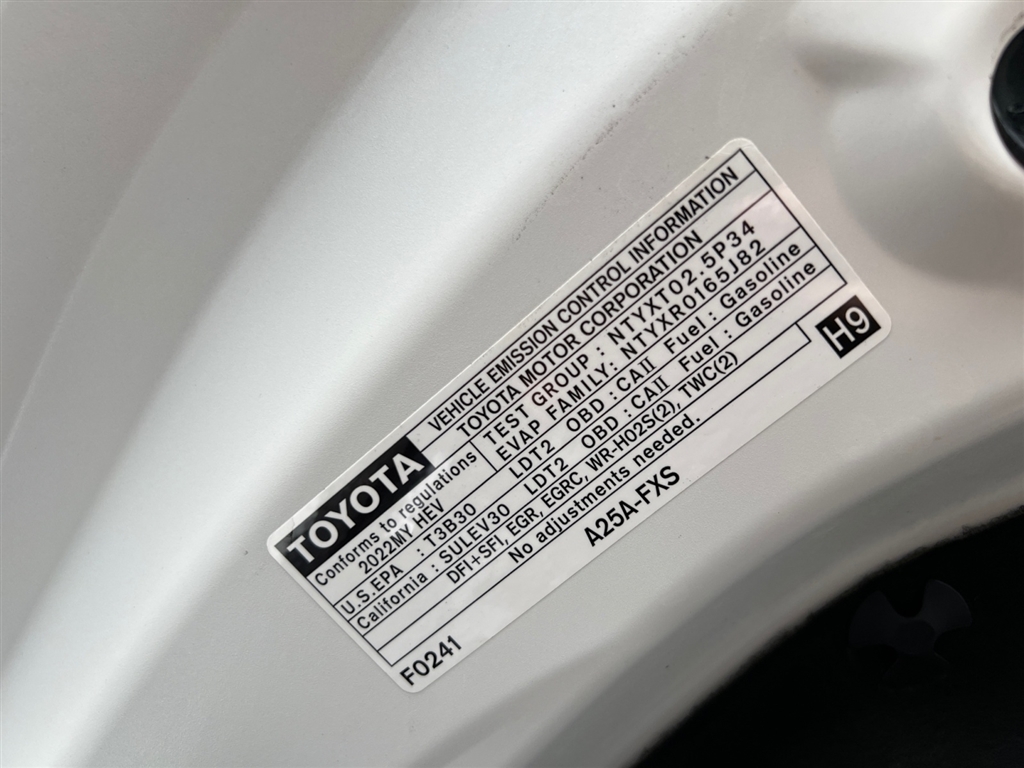 TOYOTA
VEHICLE EMISSION CONTROL INFORMATION
TOYOTA MOTOR CORPORATION
Conforms to regulations
2022MY HEV
TEST GROUP : NTYXT02.5P34
EVAP FAMILY: NTYXR0165J82
U.S.EPA : T3B30 LDT2 OBD : CAII Fuel : Gasoline
California : SULEV30 LDT2 OBD : CAII Fuel : Gasoline
DFI+SFI, EGR, EGRC, WR-HO2S(2), TWC(2)
No adjustments needed.
H9
F0241
A25A-FXS